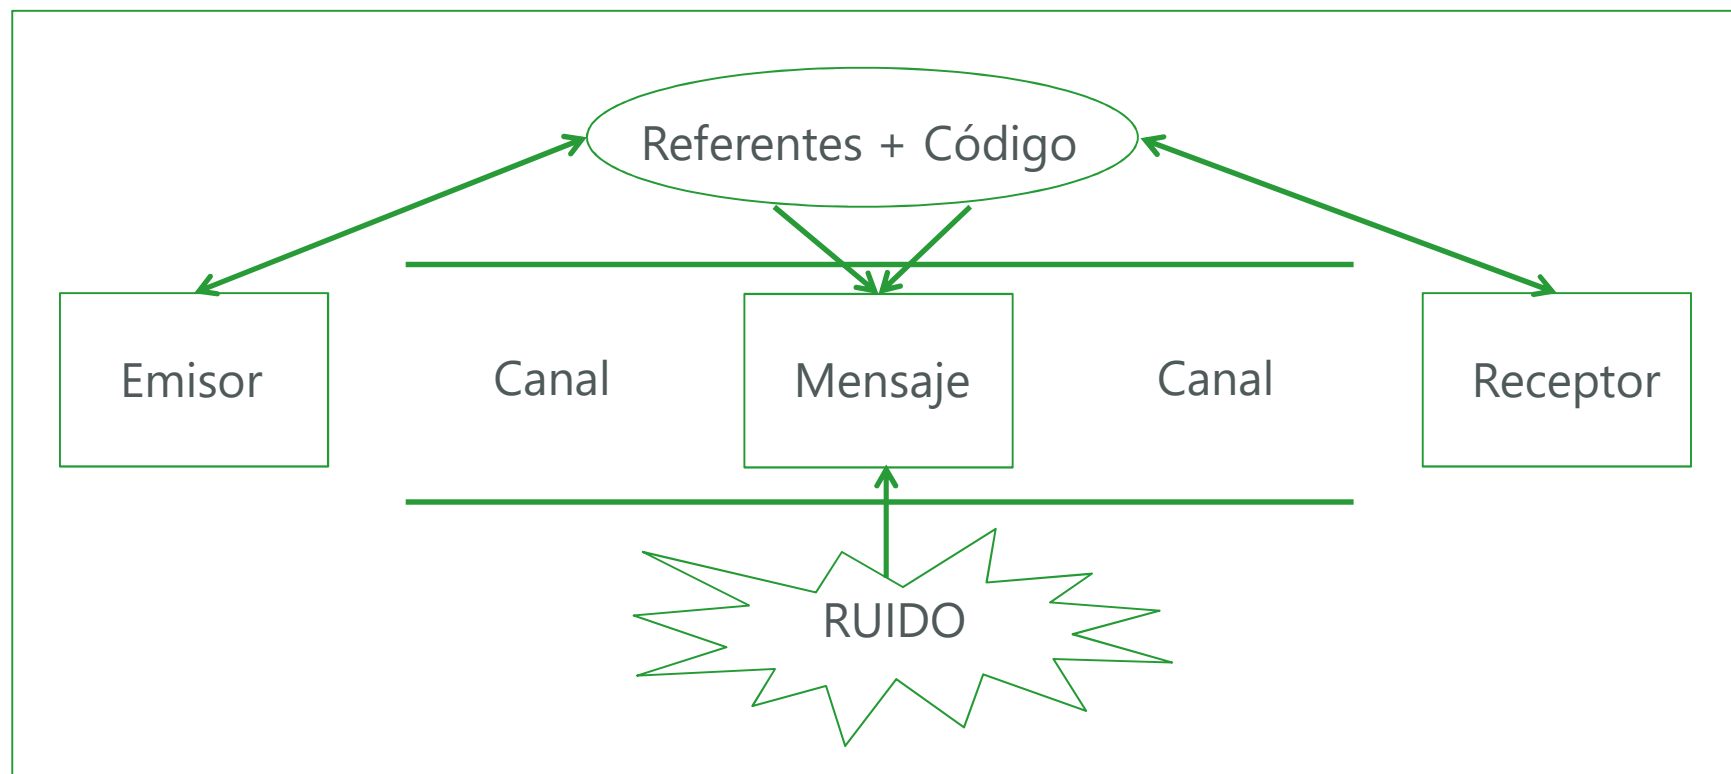 Referentes + Código
Emisor
Canal
Mensaje
Canal
Receptor
RUIDO